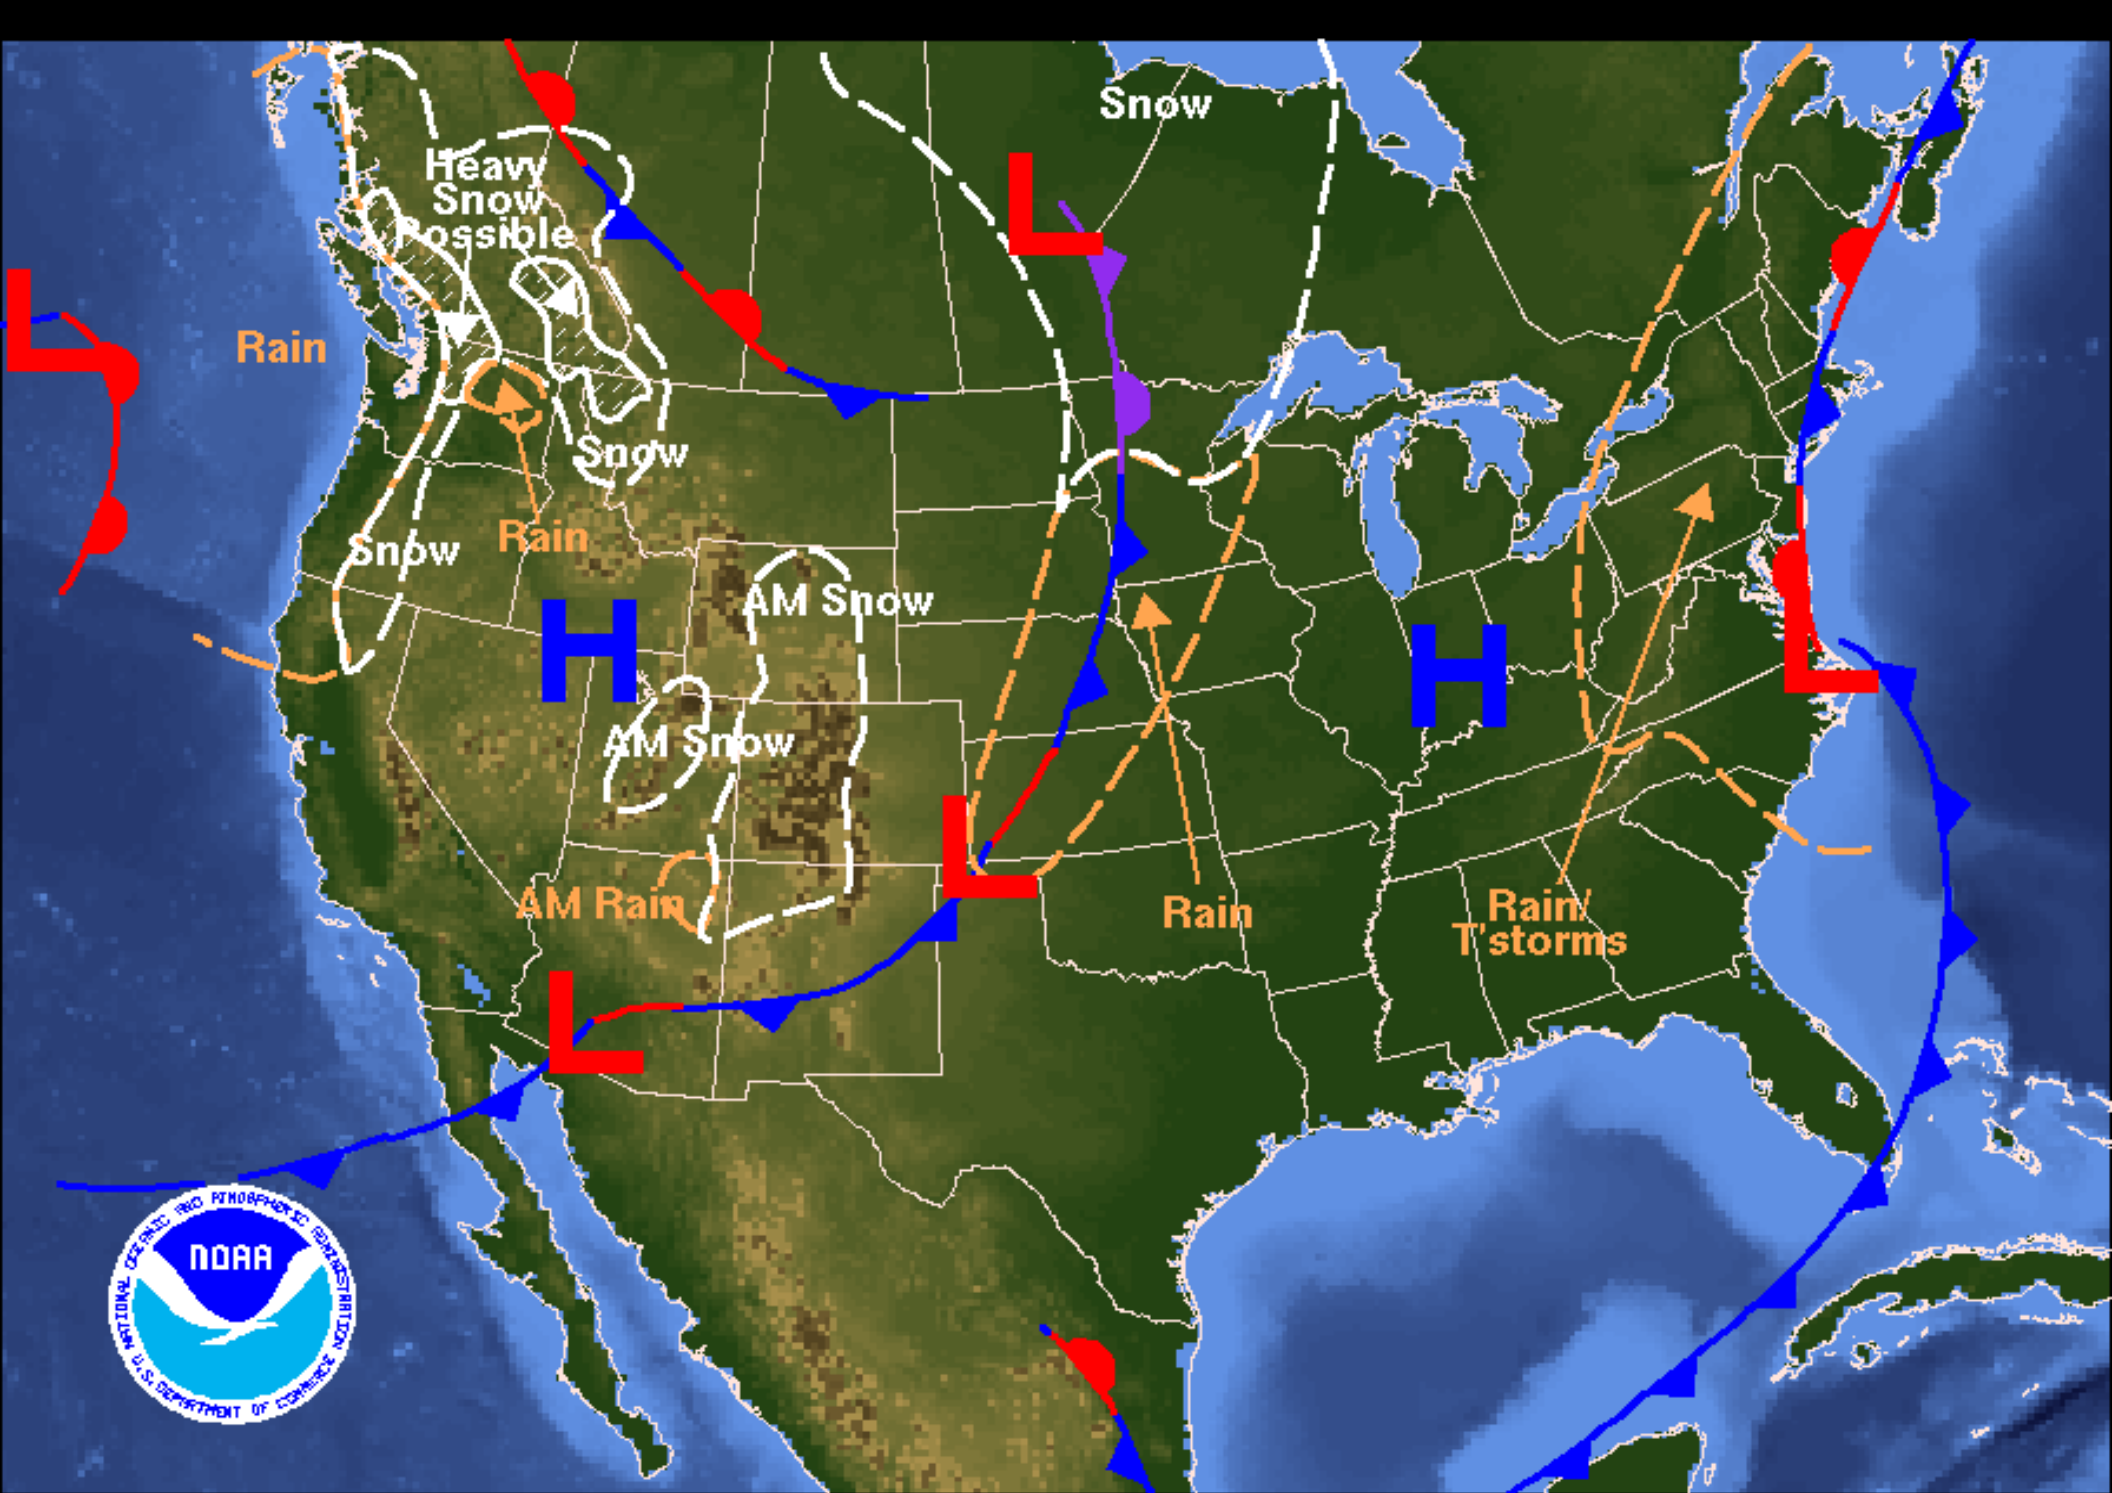 Snow
Heavy
Snow
Possible
L
L
Rain
L
Snow
Rain
Snow
AM Snow
H
H
AM Snow
L
AM Rain
Rain
Rain/
T'storms
L
NATIONAL OCEANIC AND ATMOSPHERIC ADMINISTRATION
NOAA
U.S. DEPARTMENT OF COMMERCE